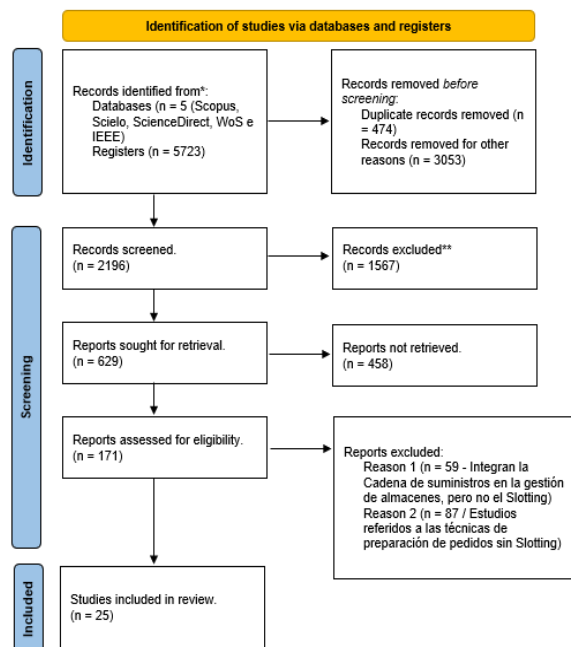 Identification of studies via databases and registers
Identification
Records identified from*:
Databases (n = 5 (Scopus,
Scielo, ScienceDirect, WoS e
IEEE)
Registers (n = 5723)
Records removed before
screening:
Duplicate records removed (n
= 474)
Records removed for other
reasons (n = 3053)
Screening
Records screened.
(n = 2196)
Records excluded**
(n = 1567)
Reports sought for retrieval.
(n = 629)
Reports not retrieved.
(n = 458)
Reports assessed for eligibility.
(n = 171)
Reports excluded:
Reason 1 (n = 59 - Integran la
Cadena de suministros en la gestión
de almacenes, pero no el Slotting)
Reason 2 (n = 87 / Estudios
referidos a las técnicas de
preparación de pedidos sin Slotting)
Included
Studies included in review.
(n = 25)